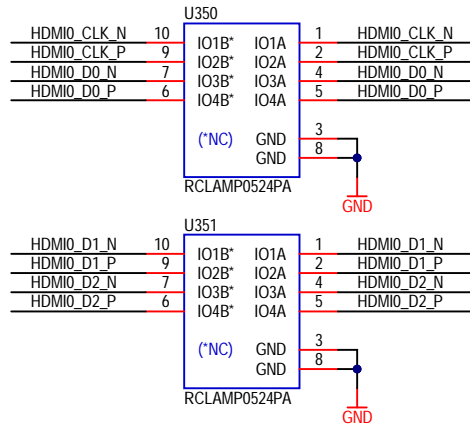 U350
HDMI0_CLK_N 10 IO1B* IO1A 1 HDMI0_CLK_N
HDMI0_CLK_P 9 IO2B* IO2A 2 HDMI0_CLK_P
HDMI0_D0_N 7 IO3B* IO3A 4 HDMI0_D0_N
HDMI0_D0_P 6 IO4B* IO4A 5 HDMI0_D0_P
(*NC) GND 3
GND 8
RCLAMP0524PA
GND
U351
HDMI0_D1_N 10 IO1B* IO1A 1 HDMI0_D1_N
HDMI0_D1_P 9 IO2B* IO2A 2 HDMI0_D1_P
HDMI0_D2_N 7 IO3B* IO3A 4 HDMI0_D2_N
HDMI0_D2_P 6 IO4B* IO4A 5 HDMI0_D2_P
(*NC) GND 3
GND 8
RCLAMP0524PA
GND